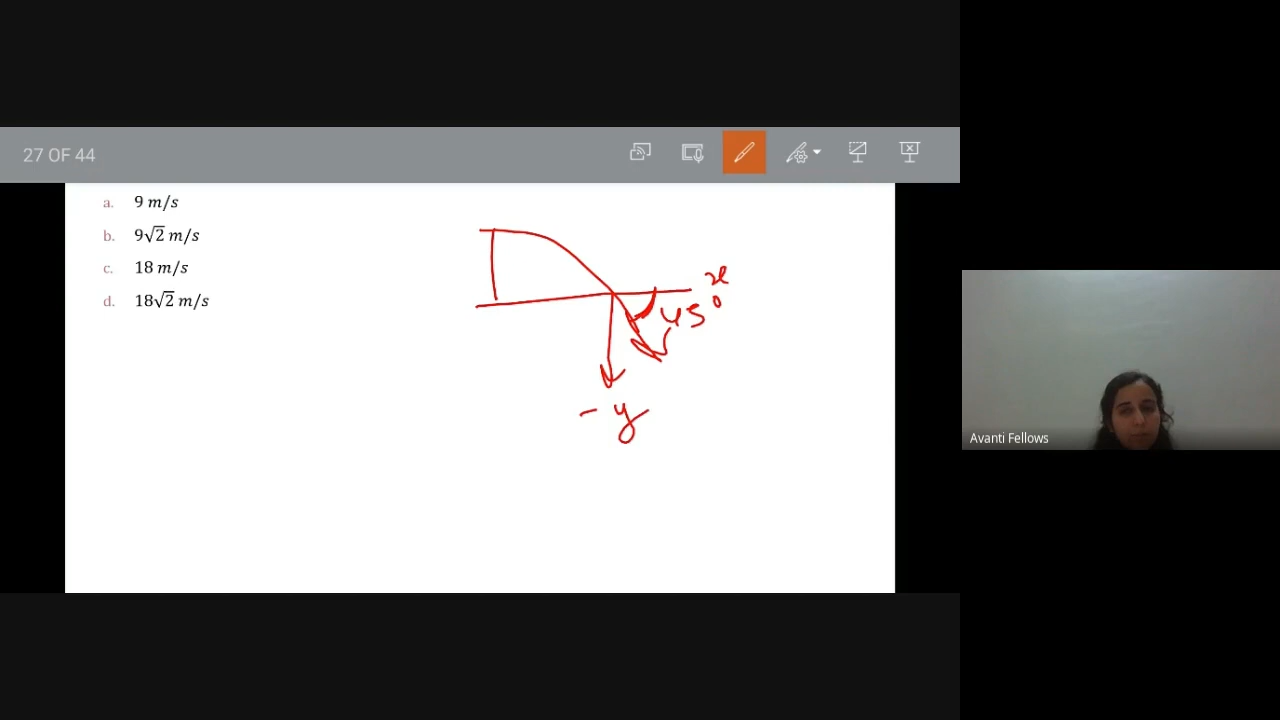 27 OF 44
a. 9 m/s
b. 9√2 m/s
c. 18 m/s
d. 18√2 m/s
x
45°
-y
Avanti Fellows